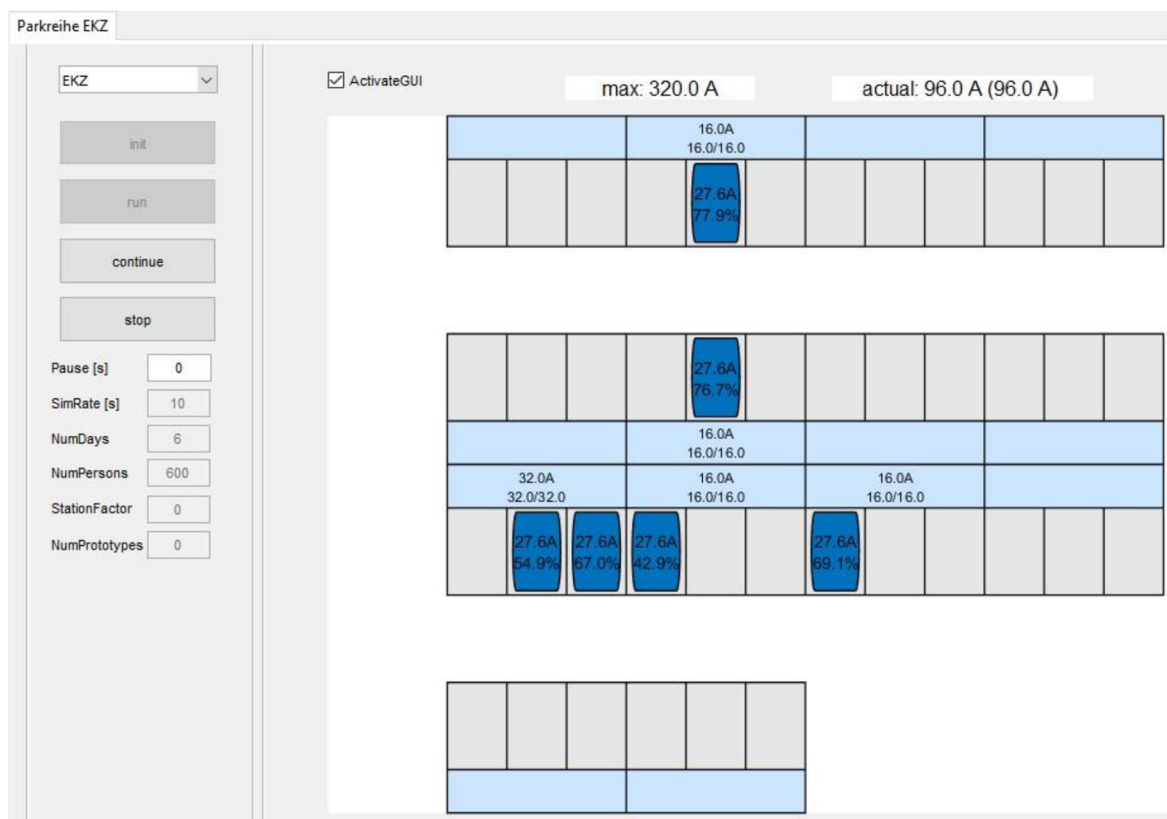 Parkreihe EKZ
EKZ
init
run
continue
stop
Pause [s] 0
SimRate [s] 10
NumDays 6
NumPersons 600
StationFactor 0
NumPrototypes 0
ActivateGUI
max: 320.0 A
actual: 96.0 A (96.0 A)
16.0A
16.0/16.0
27.6A
77.9%
27.6A
76.7%
16.0A
16.0/16.0
32.0A 16.0A 16.0A
32.0/32.0 16.0/16.0 16.0/16.0
27.6A 27.6A 27.6A 27.6A
54.9% 67.0% 42.9% 69.1%